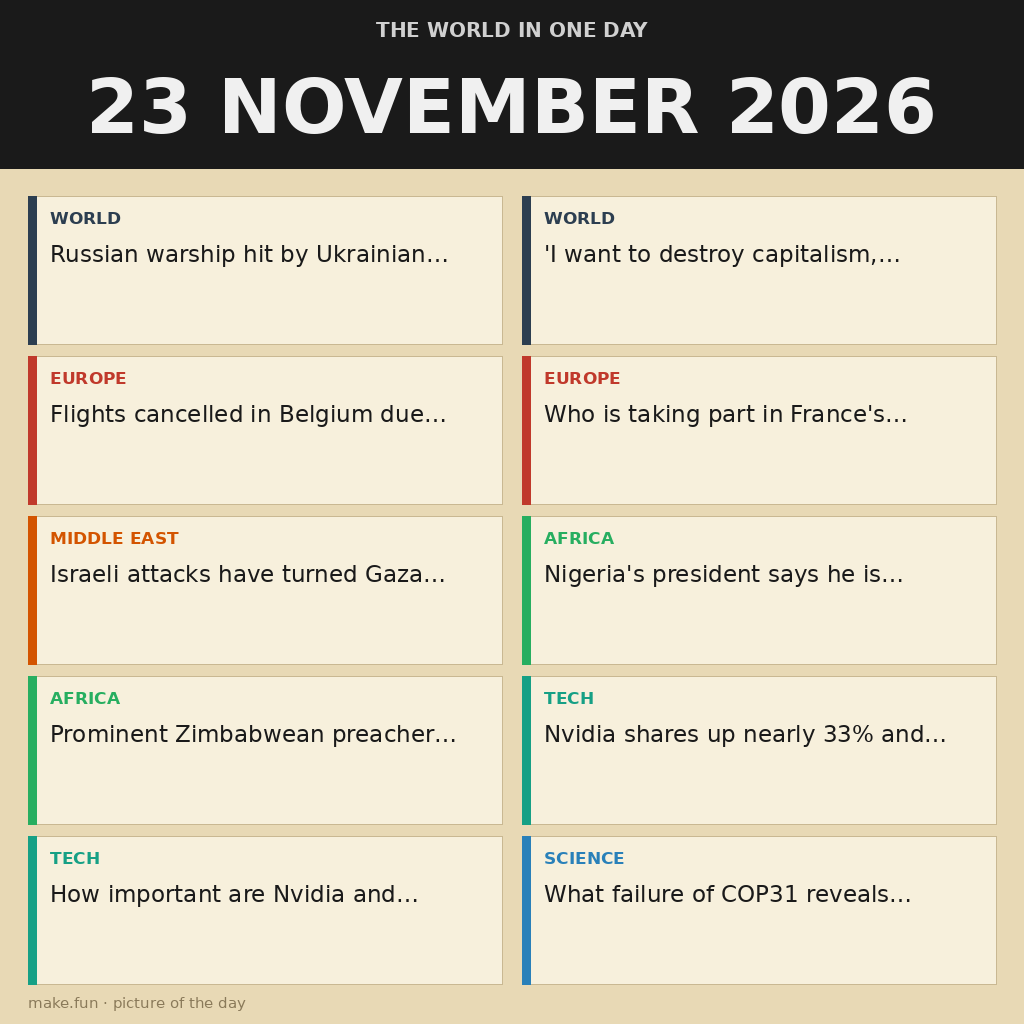 THE WORLD IN ONE DAY
23 NOVEMBER 2026
WORLD
Russian warship hit by Ukrainian…
WORLD
'I want to destroy capitalism,…
EUROPE
Flights cancelled in Belgium due…
EUROPE
Who is taking part in France's…
MIDDLE EAST
Israeli attacks have turned Gaza…
AFRICA
Nigeria's president says he is…
AFRICA
Prominent Zimbabwean preacher…
TECH
Nvidia shares up nearly 33% and…
TECH
How important are Nvidia and…
SCIENCE
What failure of COP31 reveals…
make.fun · picture of the day